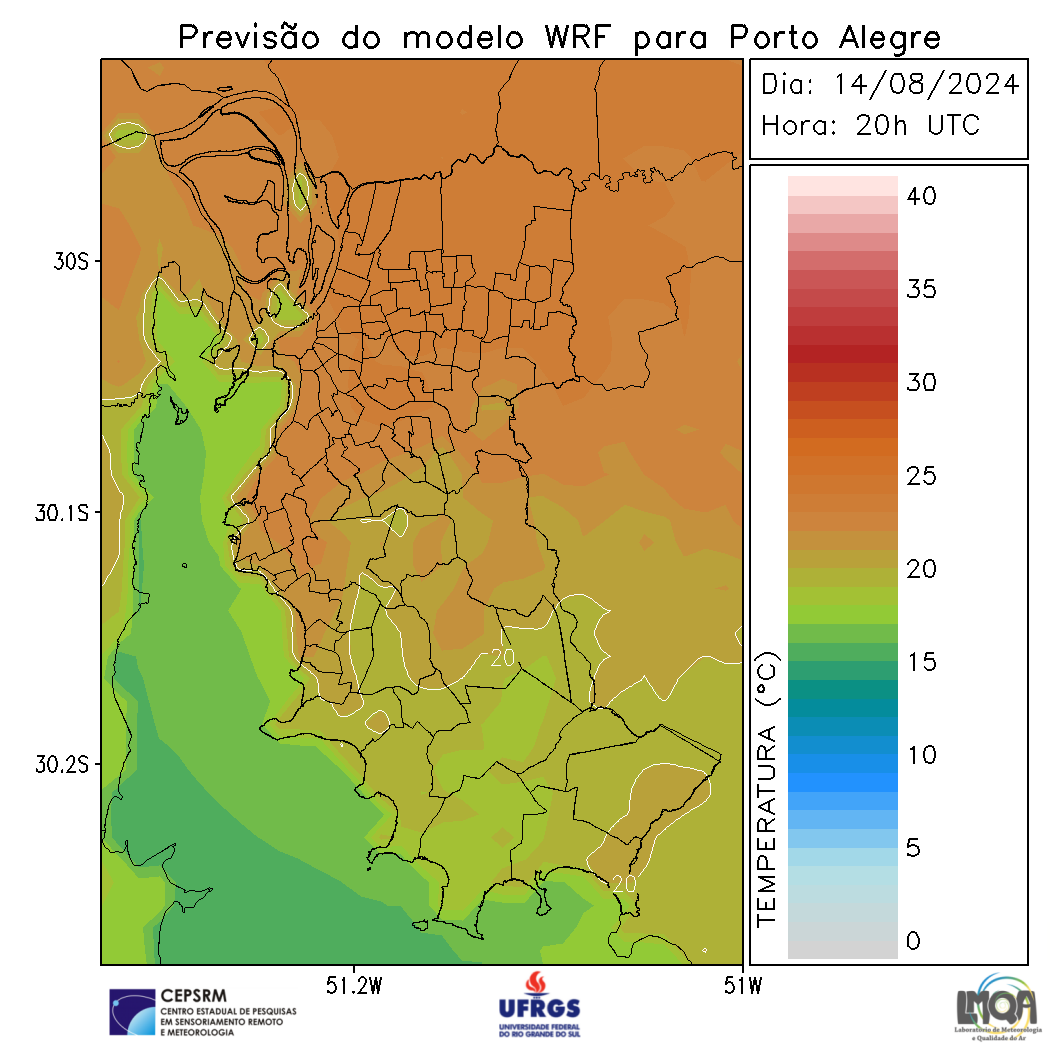 Previsão do modelo WRF para Porto Alegre
Dia: 14/08/2024
Hora: 20h UTC
30S
30.1S
30.2S
51.2W
51W
20
20
TEMPERATURA (°C)
40
35
30
25
20
15
10
5
0
CEPSRM
CENTRO ESTADUAL DE PESQUISAS
EM SENSORIAMENTO REMOTO
E METEOROLOGIA
UFRGS
UNIVERSIDADE FEDERAL
DO RIO GRANDE DO SUL
LMQA
Laboratório de Meteorologia
e Qualidade do Ar